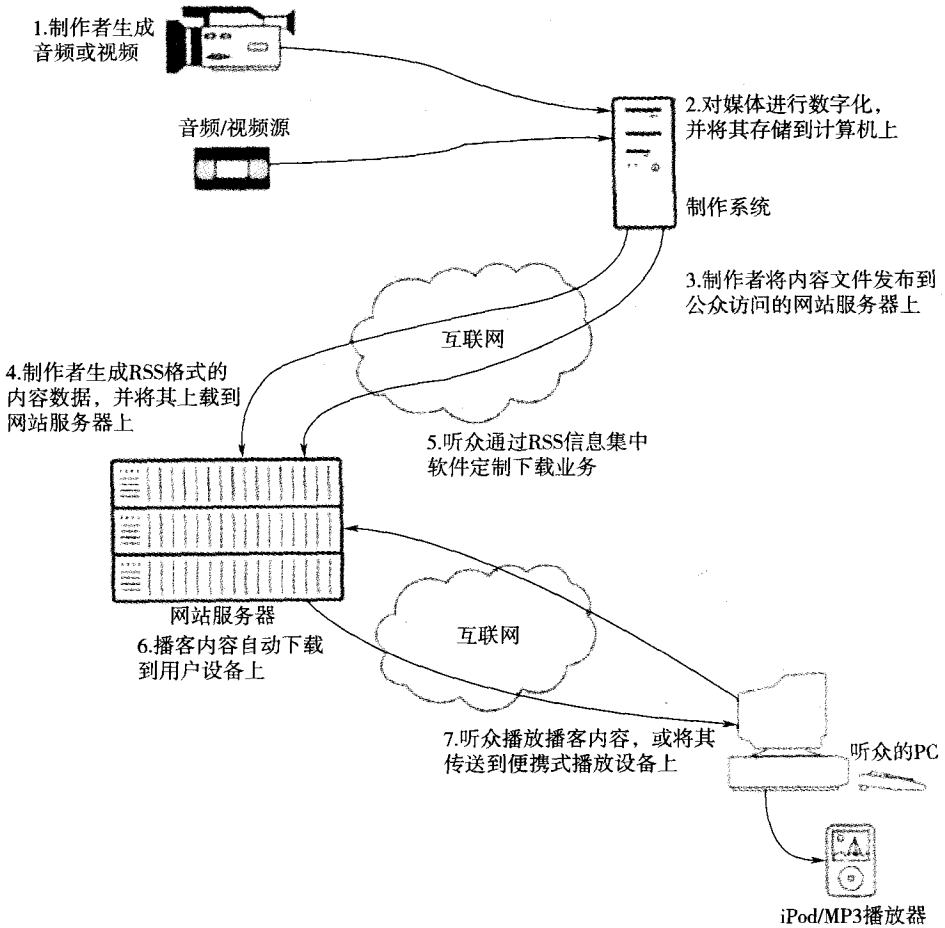 1.制作者生成
音频或视频
音频/视频源
2.对媒体进行数字化，
并将其存储到计算机上
制作系统
3.制作者将内容文件发布到
公众访问的网站服务器上
互联网
4.制作者生成RSS格式的
内容数据，并将其上载到
网站服务器上
5.听众通过RSS信息集中
软件定制下载业务
网站服务器
6.播客内容自动下载
到用户设备上
互联网
7.听众播放播客内容，或将其
传送到便携式播放设备上
听众的PC
iPod/MP3播放器